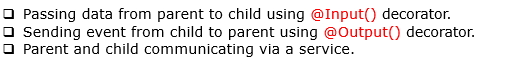 ❑ Passing data from parent to child using @Input() decorator.
❑ Sending event from child to parent using @Output() decorator.
❑ Parent and child communicating via a service.